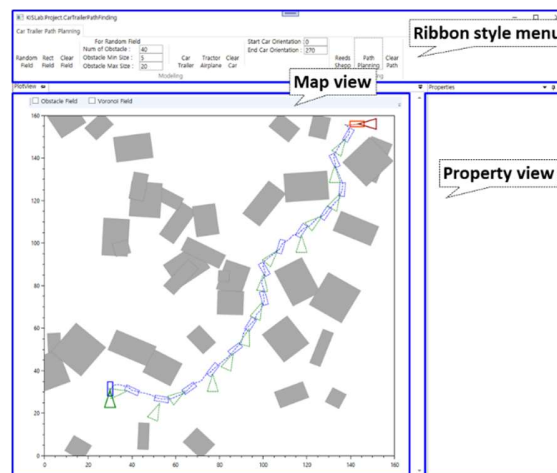 KISLab.Project.CarTrailerPathFinding
Car Trailer Path Planning
For Random Field
Num of Obstacle : 40
Obstacle Min Size : 5
Obstacle Max Size : 20
Random Field
Rect Field
Clear Field
Modeling
Car Trailer
Tractor Airplane
Clear Car
Start Car Orientation : 0
End Car Orientation : 270
Reeds Shepp
Path Planning
Clear Path
Ribbon style menu
Map view
Property view
PlotView
Properties
Obstacle Field
Voronoi Field
160
140
120
100
80
60
40
20
0
0 20 40 60 80 100 120 140 160